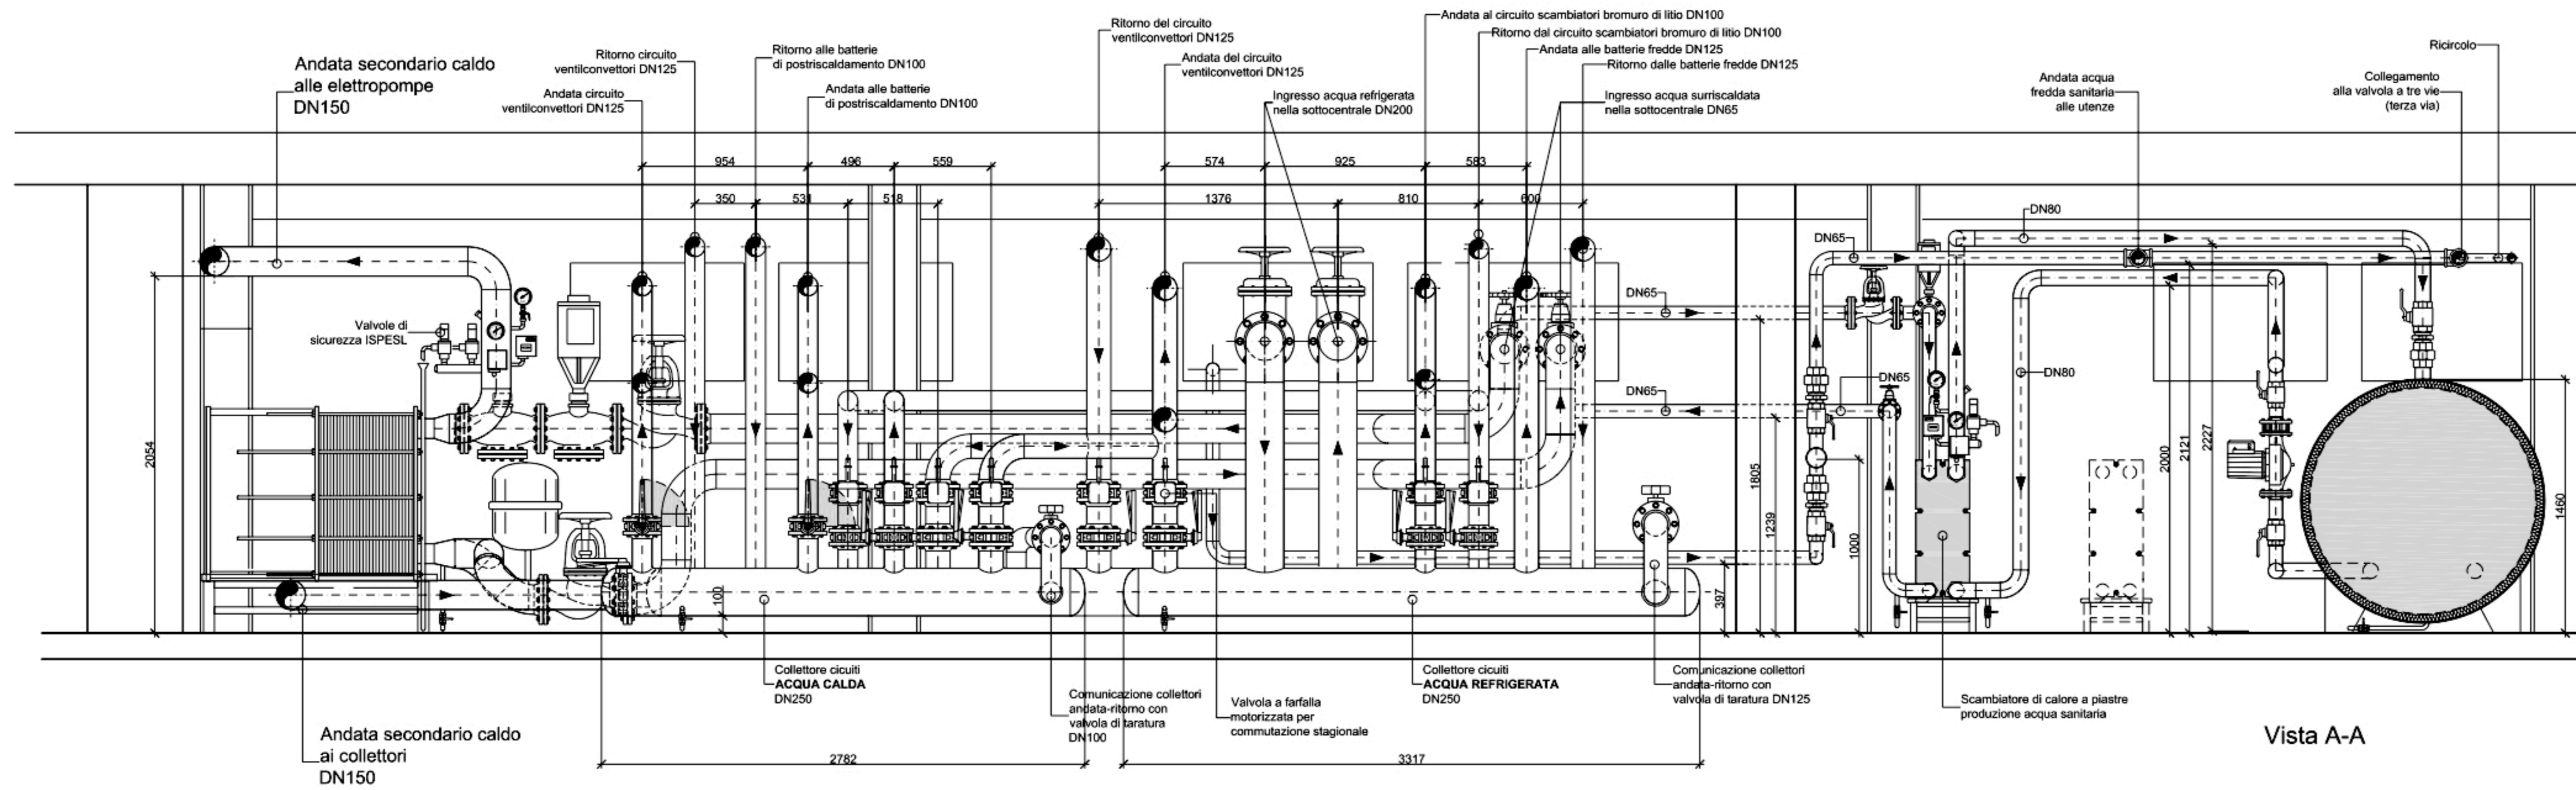 Andata secondario caldo
alle elettropompe
DN150
Ritorno circuito
ventilconvettori DN125
Andata circuito
ventilconvettori DN125
Ritorno alle batterie
di postriscaldamento DN100
Andata alle batterie
di postriscaldamento DN100
Ritorno del circuito
ventilconvettori DN125
Andata del circuito
ventilconvettori DN125
Ingresso acqua refrigerata
nella sottocentrale DN200
Andata al circuito scambiatori bromuro di litio DN100
Ritorno dal circuito scambiatori bromuro di litio DN100
Andata alle batterie fredde DN125
Ritorno dalle batterie fredde DN125
Ingresso acqua surriscaldata
nella sottocentrale DN65
Andata acqua
fredda sanitaria
alle utenze
Ricircolo
Collegamento
alla valvola a tre vie
(terza via)
954
496
559
574
925
583
350
531
518
1376
810
600
DN80
DN65
DN65
DN65
DN65
DN80
Valvole di
sicurezza ISPESL
2054
100
397
1805
1239
1000
2000
2121
2227
1460
Collettore cicuiti
ACQUA CALDA
DN250
Comunicazione collettori
andata-ritorno con
valvola di taratura
DN100
Valvola a farfalla
motorizzata per
commutazione stagionale
Collettore cicuiti
ACQUA REFRIGERATA
DN250
Comunicazione collettori
andata-ritorno con
valvola di taratura DN125
Scambiatore di calore a piastre
produzione acqua sanitaria
Vista A-A
Andata secondario caldo
ai collettori
DN150
2782
3317